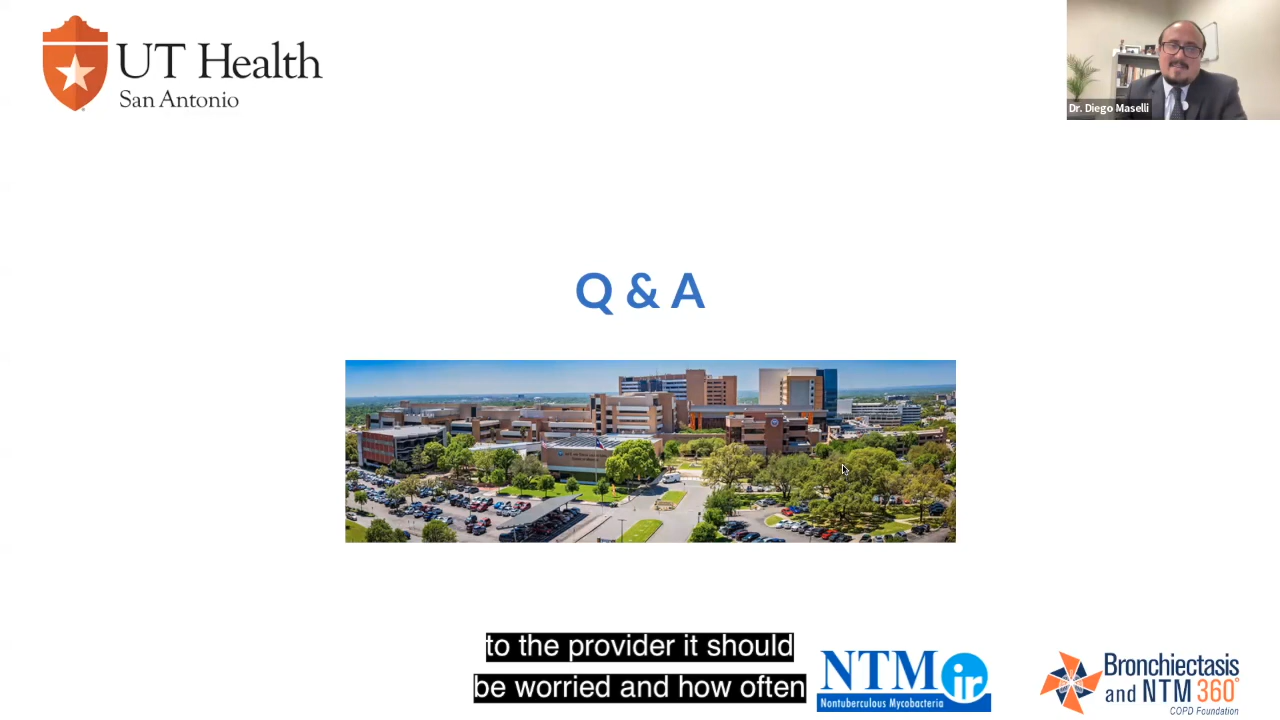 UT Health
San Antonio
Dr. Diego Maselli
Q & A
to the provider it should
be worried and how often
NTMir
Nontuberculous Mycobacteria
Bronchiectasis
and NTM 360°
COPD Foundation